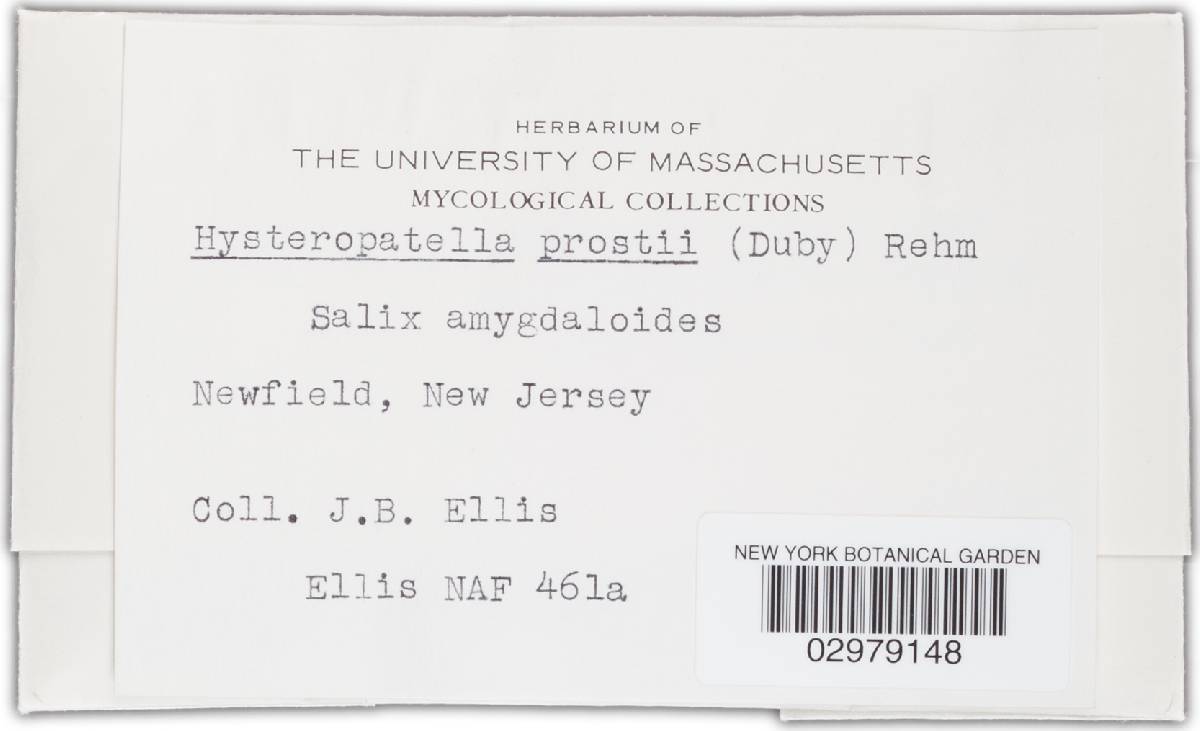 HERBARIUM OF
THE UNIVERSITY OF MASSACHUSETTS
MYCOLOGICAL COLLECTIONS
Hysteropatella prostii (Duby) Rehm
Salix amygdaloides
Newfield, New Jersey
Coll. J.B. Ellis
Ellis NAF 461a
NEW YORK BOTANICAL GARDEN
02979148